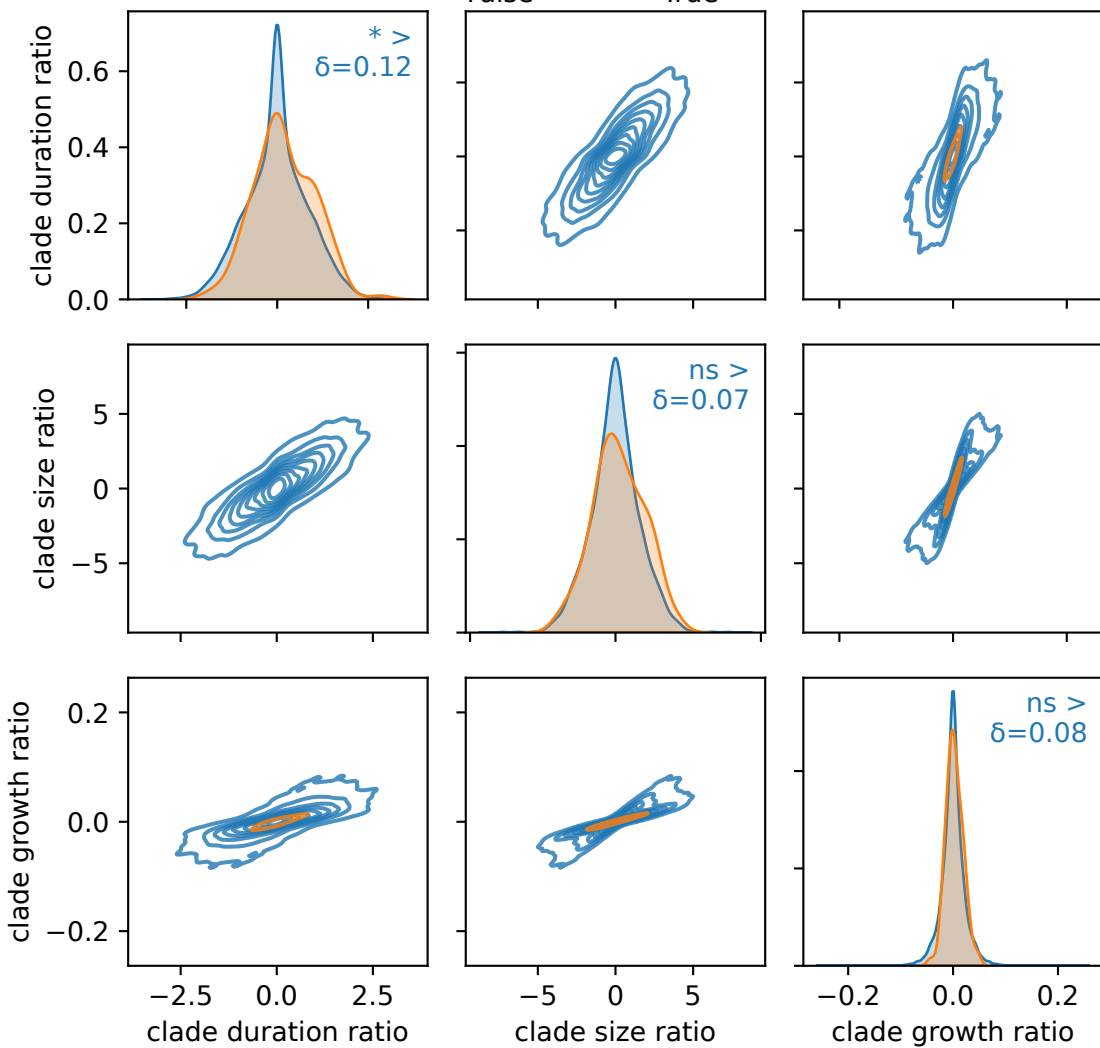 clade duration ratio
0.6
0.4
0.2
0.0
* >
δ=0.12
clade size ratio
5
0
−5
ns >
δ=0.07
clade growth ratio
0.2
0.0
−0.2
ns >
δ=0.08
−2.5 0.0 2.5
−5 0 5
−0.2 0.0 0.2
clade duration ratio
clade size ratio
clade growth ratio